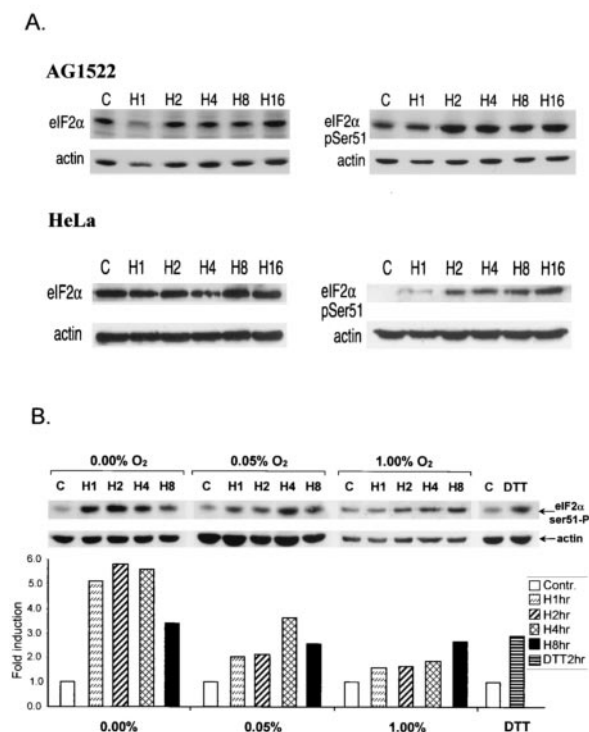 A.
AG1522
C H1 H2 H4 H8 H16
eIF2α
actin
C H1 H2 H4 H8 H16
eIF2α
pSer51
actin
HeLa
C H1 H2 H4 H8 H16
eIF2α
actin
C H1 H2 H4 H8 H16
eIF2α
pSer51
actin
B.
0.00% O₂ 0.05% O₂ 1.00% O₂
C H1 H2 H4 H8 C H1 H2 H4 H8 C H1 H2 H4 H8 C DTT
eIF2α
ser51-P
actin
Fold induction
6.0
5.0
4.0
3.0
2.0
1.0
0.0
Contr.
H1hr
H2hr
H4hr
H8hr
DTT2hr
0.00% 0.05% 1.00% DTT